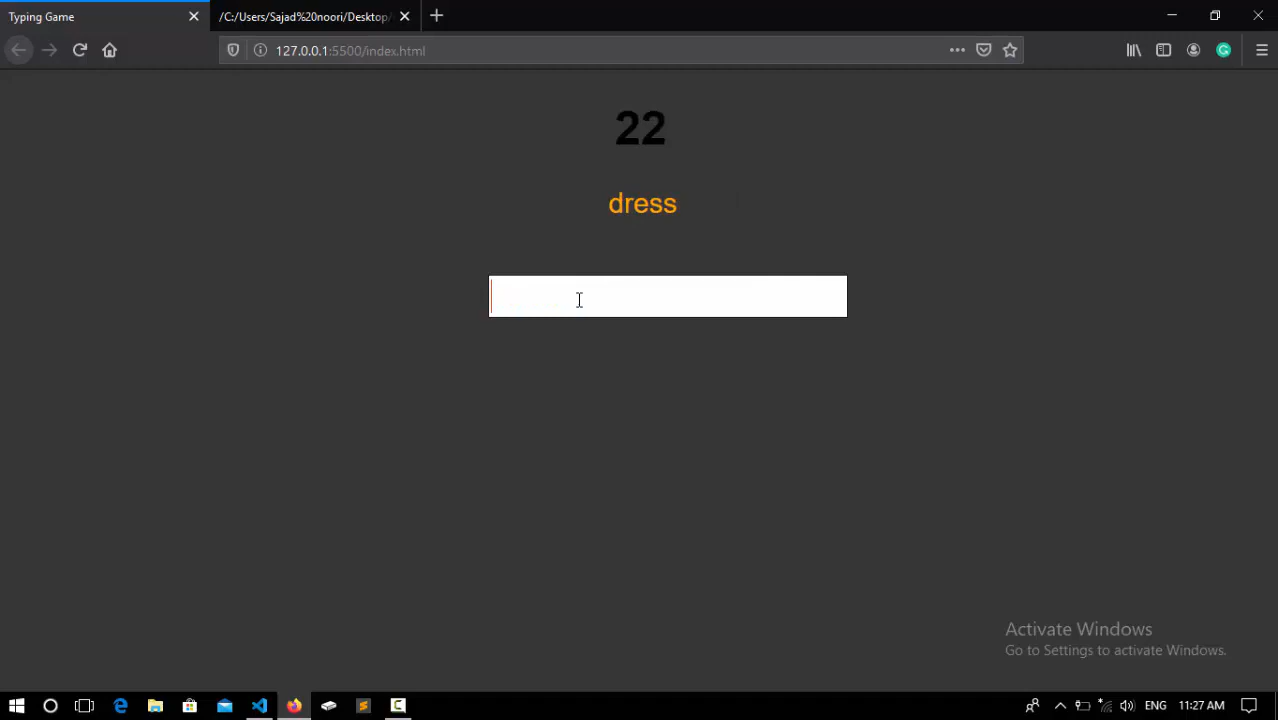 Typing Game
/C:/Users/Sajad%20noori/Desktop/
127.0.0.1:5500/index.html
22
dress
Activate Windows
Go to Settings to activate Windows.
ENG
11:27 AM